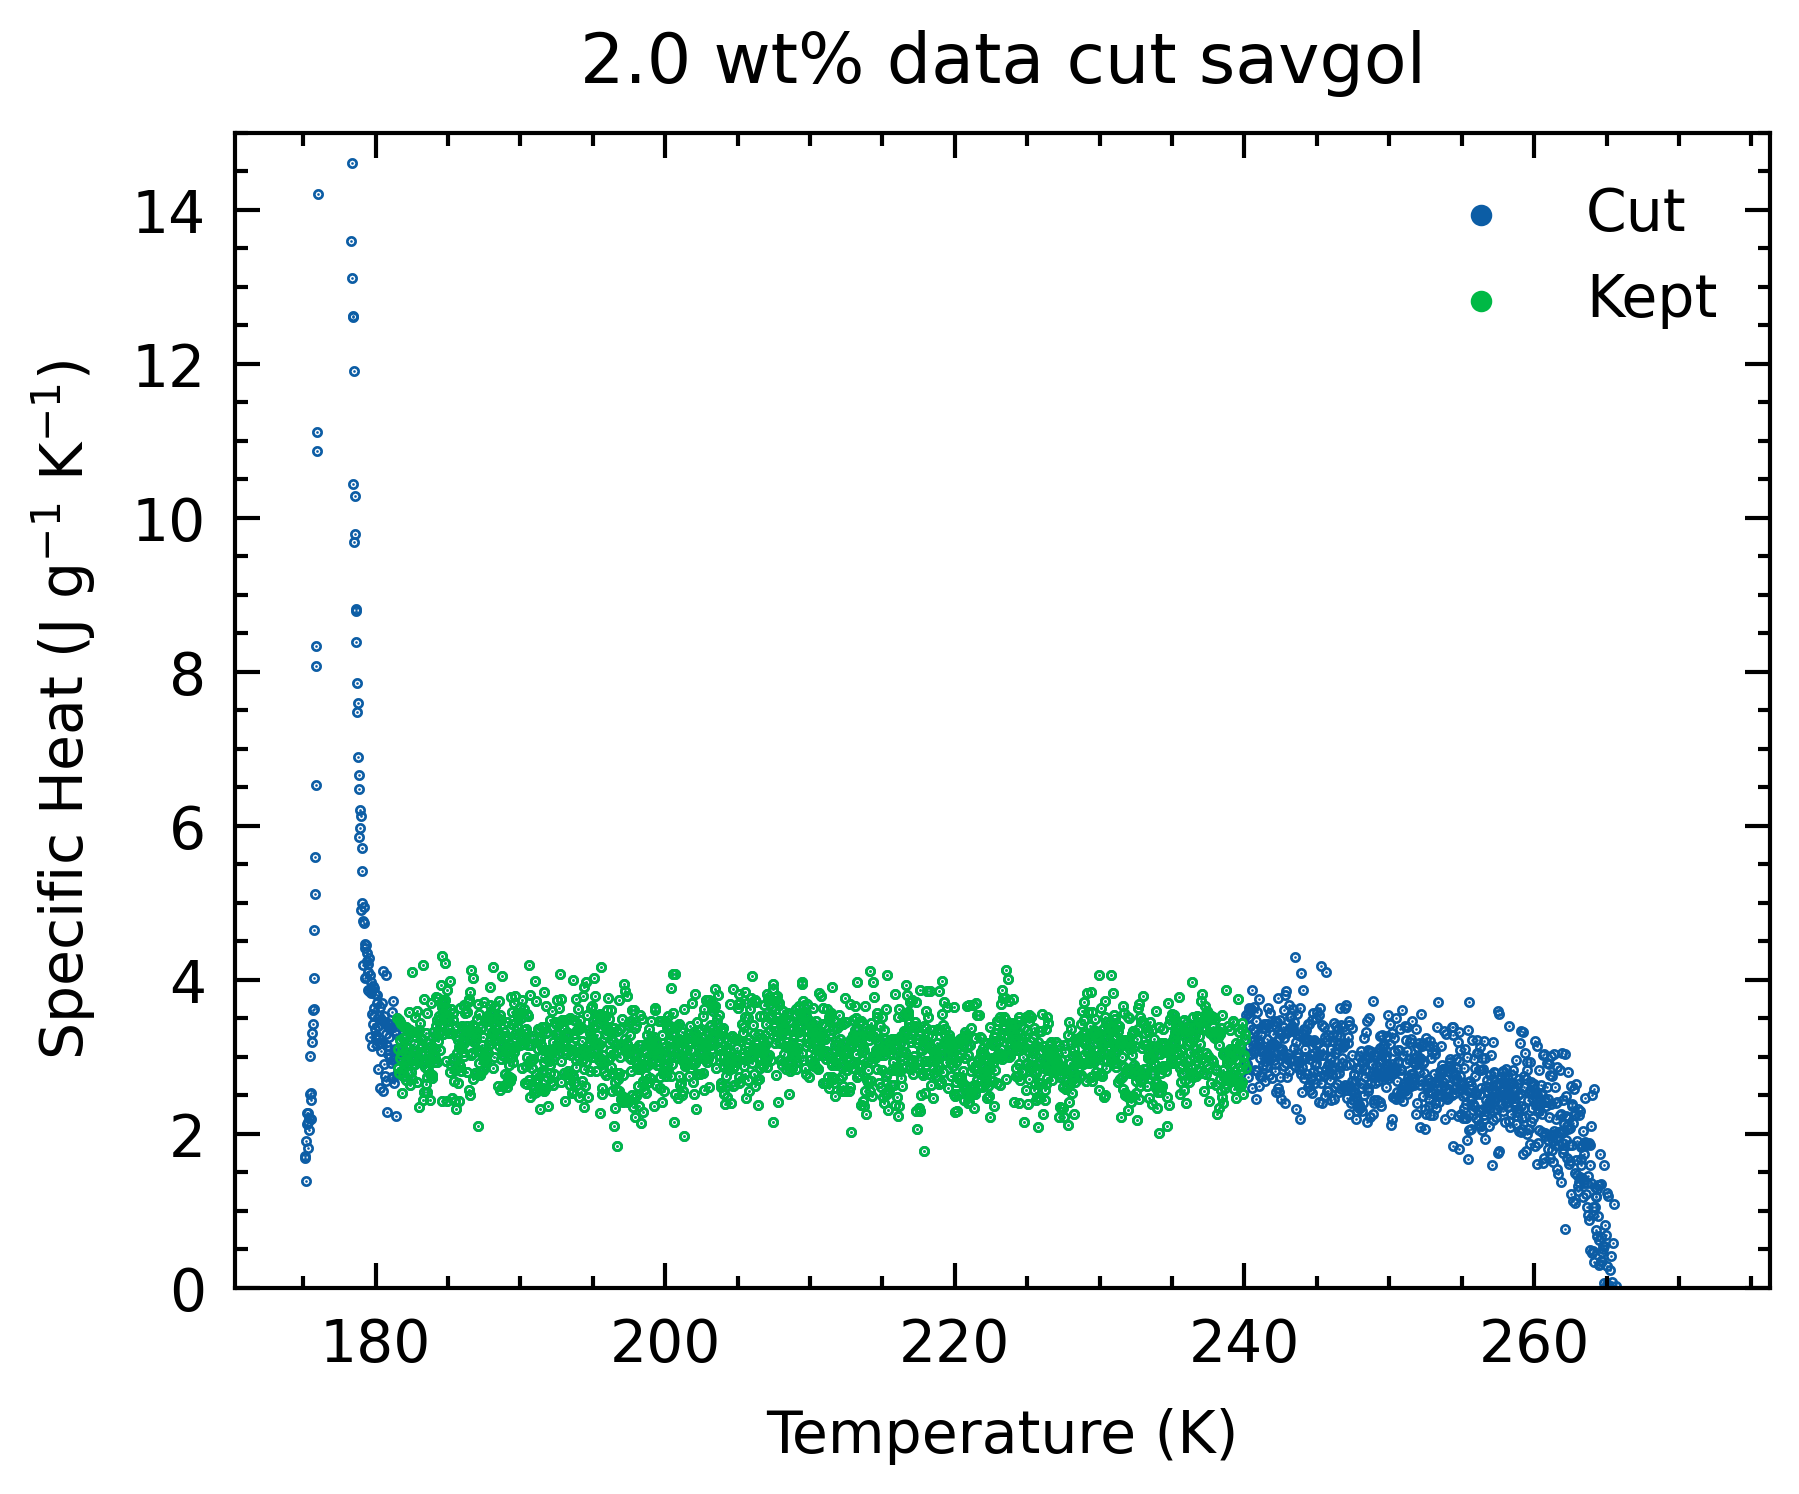 2.0 wt% data cut savgol
Cut
Kept
Specific Heat (J g⁻¹ K⁻¹)
14
12
10
8
6
4
2
0
180 200 220 240 260
Temperature (K)